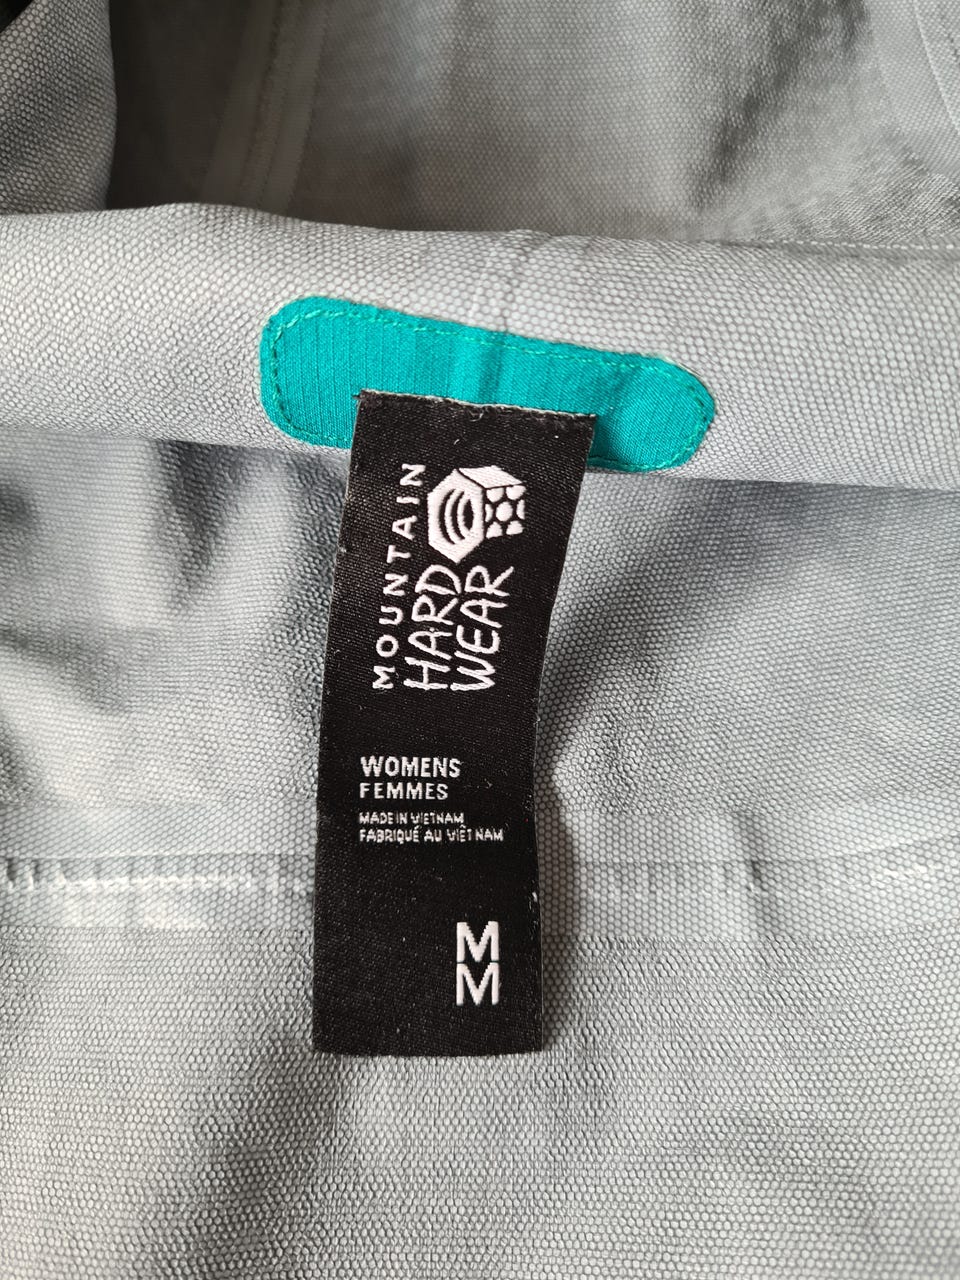 MOUNTAIN
HARD
WEAR
WOMENS
FEMMES
MADE IN VIETNAM
FABRIQUÉ AU VIÊT NAM
M
M